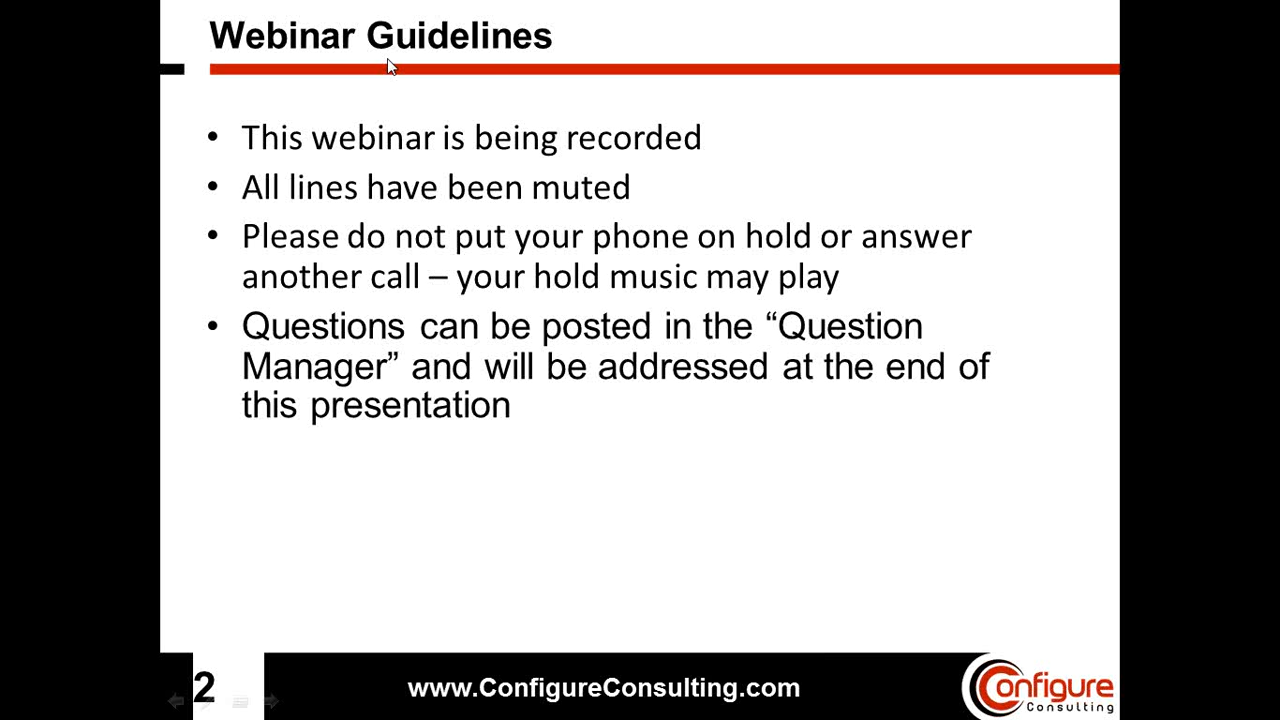 Webinar Guidelines
• This webinar is being recorded
• All lines have been muted
• Please do not put your phone on hold or answer
another call – your hold music may play
• Questions can be posted in the “Question
Manager” and will be addressed at the end of
this presentation
2
www.ConfigureConsulting.com
Configure
Consulting